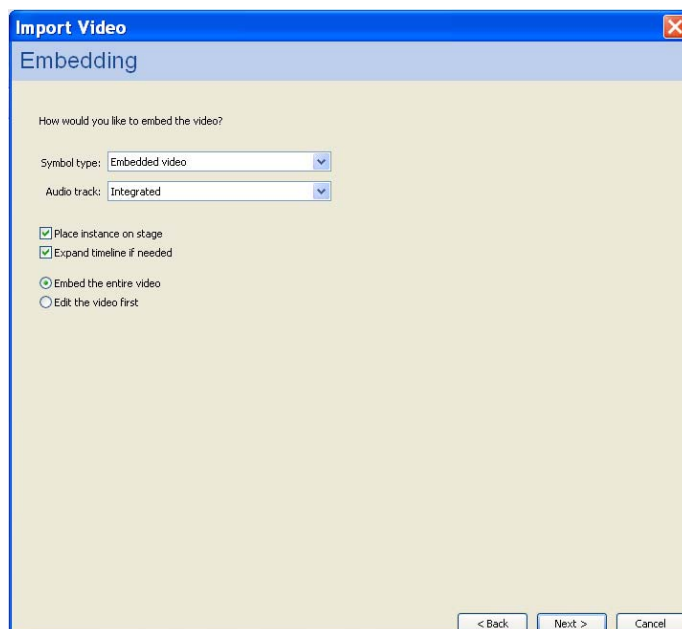 Import Video
Embedding
How would you like to embed the video?
Symbol type: Embedded video
Audio track: Integrated
Place instance on stage
Expand timeline if needed
Embed the entire video
Edit the video first
< Back Next > Cancel